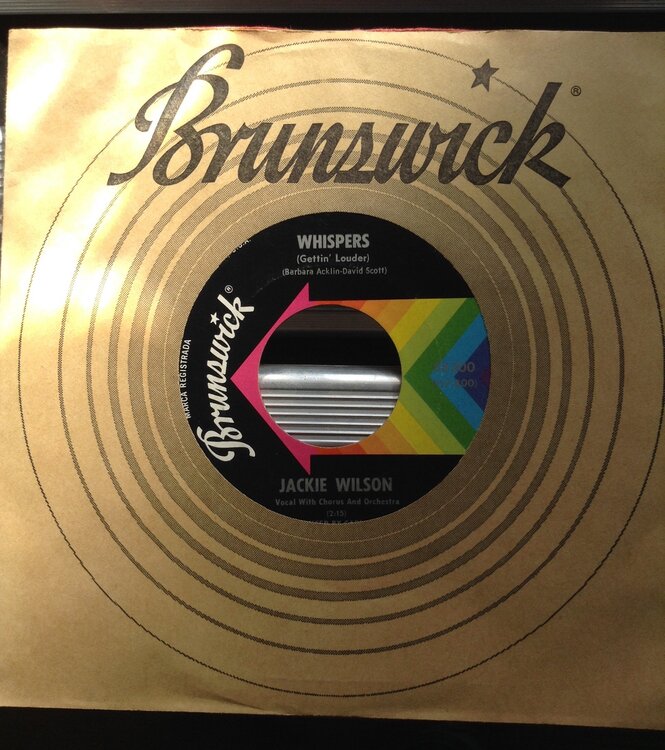 Brunswick®
WHISPERS
(Gettin' Louder)
(Barbara Acklin-David Scott)
Brunswick®
MARCA REGISTRADA
JACKIE WILSON
Vocal With Chorus And Orchestra
(2-15)